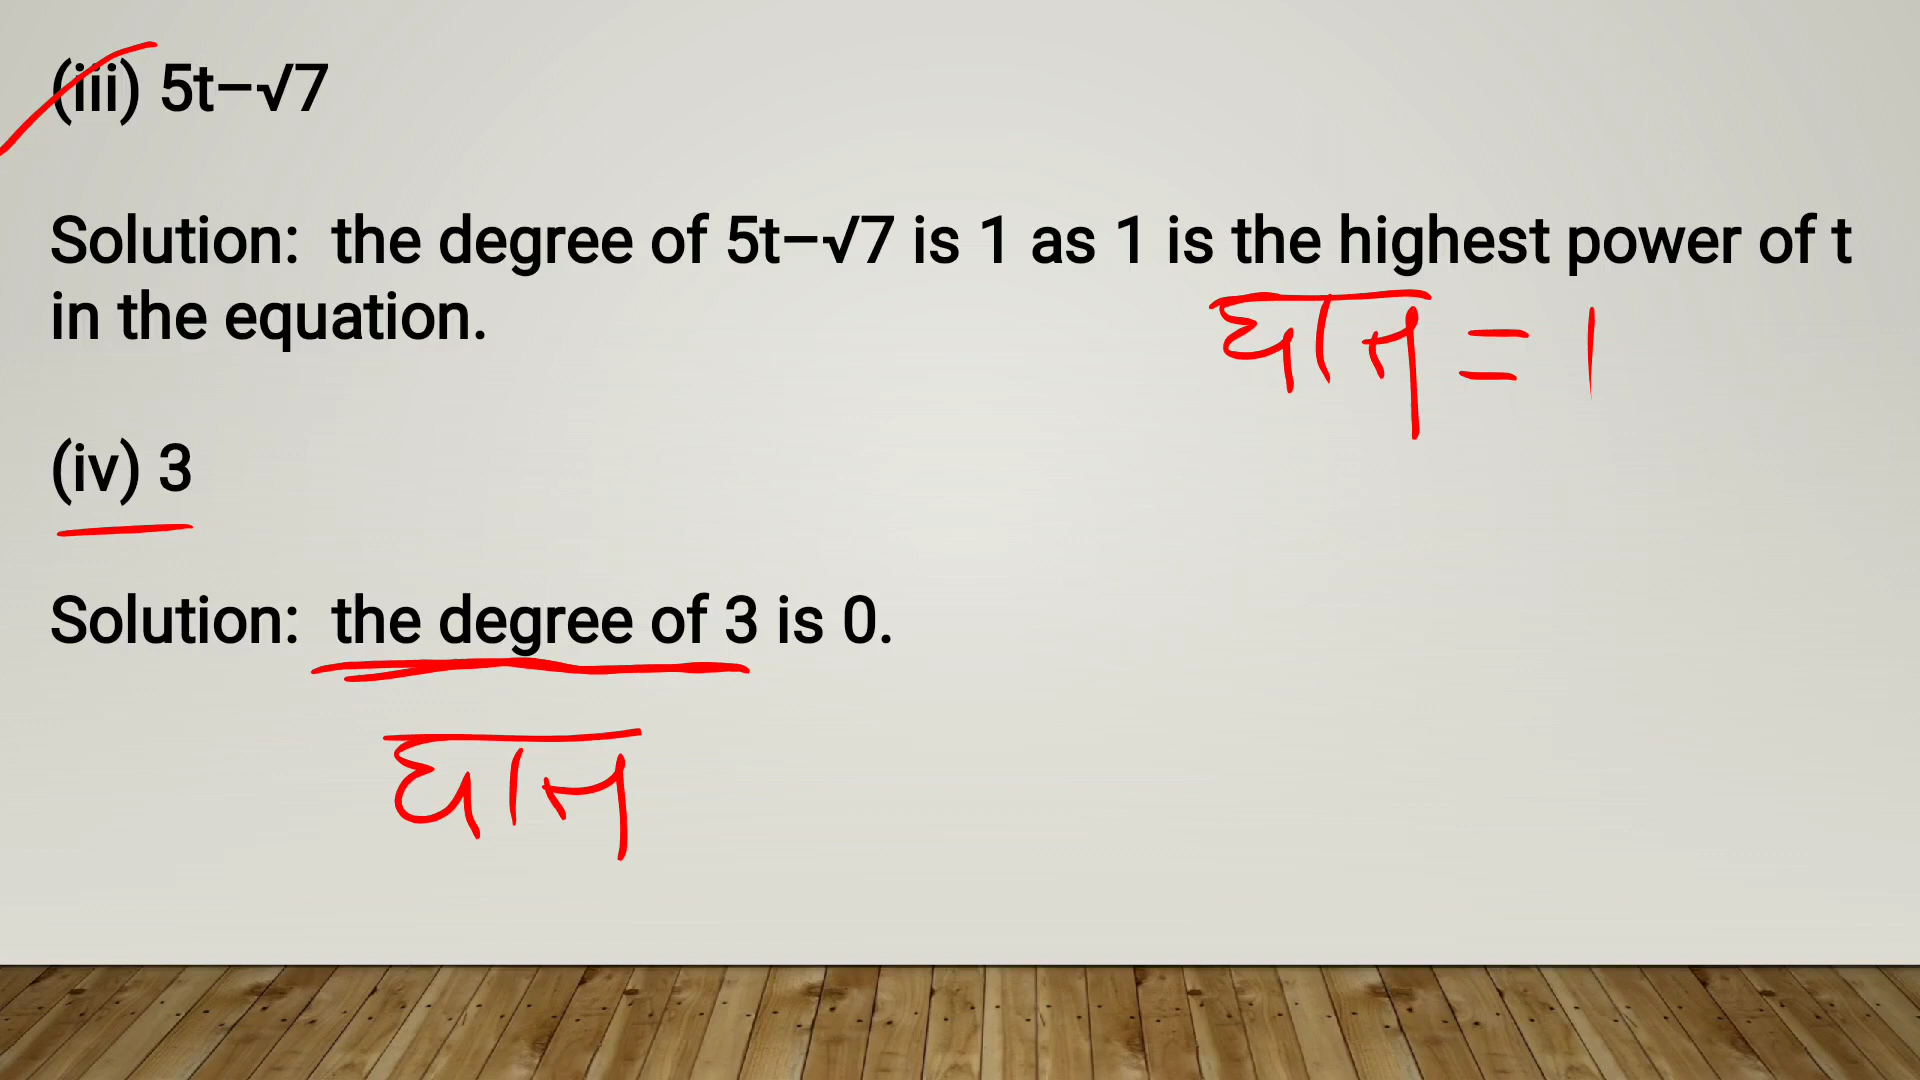 (iii) 5t–√7
Solution:  the degree of 5t–√7 is 1 as 1 is the highest power of t
in the equation.
घात = 1
(iv) 3
Solution:  the degree of 3 is 0.
घात